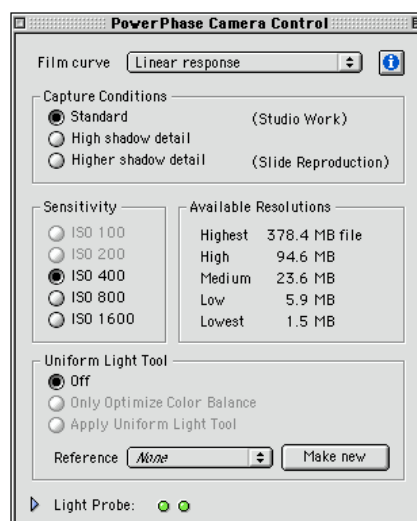 PowerPhase Camera Control
Film curve Linear response
Capture Conditions
Standard (Studio Work)
High shadow detail
Higher shadow detail (Slide Reproduction)
Sensitivity
ISO 100
ISO 200
ISO 400
ISO 800
ISO 1600
Available Resolutions
Highest 378.4 MB file
High 94.6 MB
Medium 23.6 MB
Low 5.9 MB
Lowest 1.5 MB
Uniform Light Tool
Off
Only Optimize Color Balance
Apply Uniform Light Tool
Reference None Make new
Light Probe: